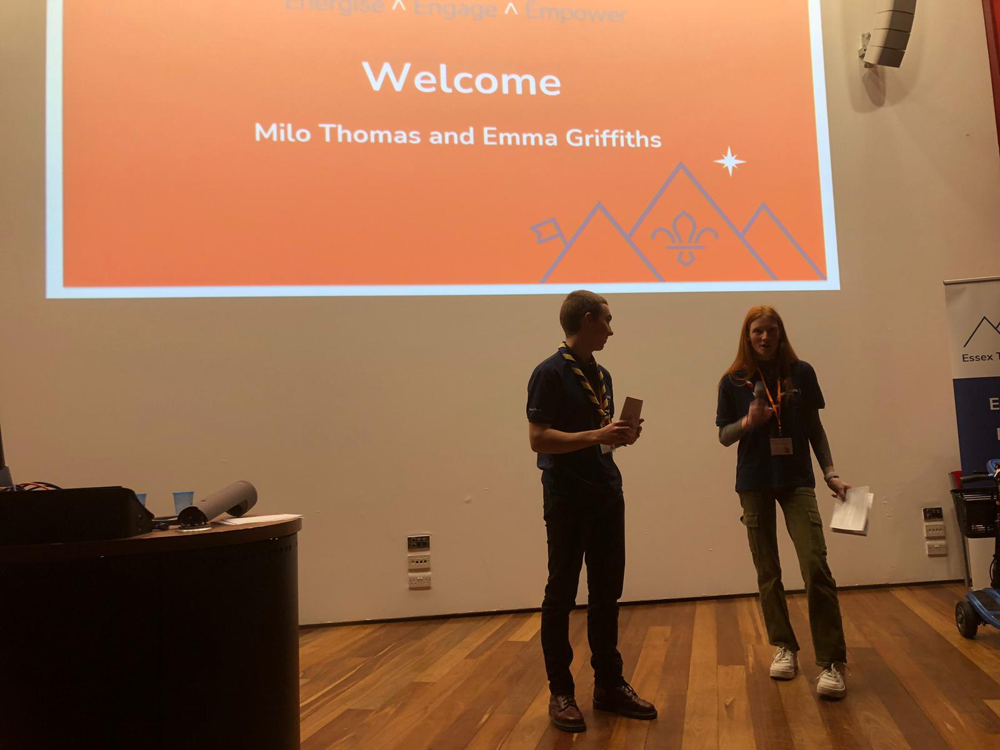 Energise ^ Engage ^ Empower
Welcome
Milo Thomas and Emma Griffiths
Essex